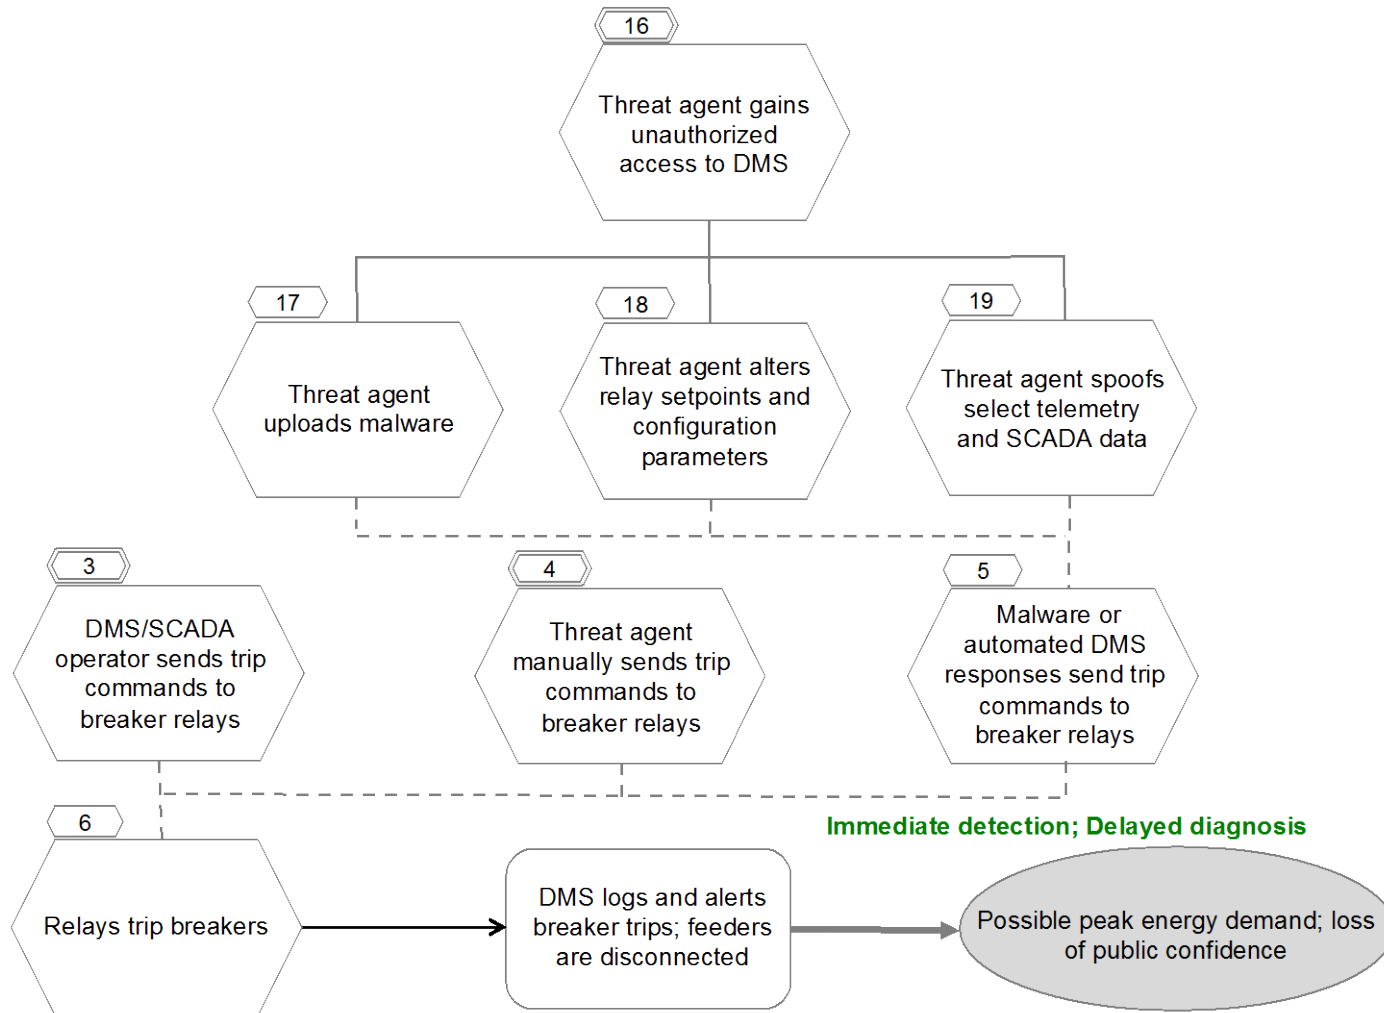 16
Threat agent gains
unauthorized
access to DMS
17
Threat agent
uploads malware
18
Threat agent alters
relay setpoints and
configuration
parameters
19
Threat agent spoofs
select telemetry
and SCADA data
3
DMS/SCADA
operator sends trip
commands to
breaker relays
4
Threat agent
manually sends trip
commands to
breaker relays
5
Malware or
automated DMS
responses send trip
commands to
breaker relays
6
Relays trip breakers
DMS logs and alerts
breaker trips; feeders
are disconnected
Immediate detection; Delayed diagnosis
Possible peak energy demand; loss
of public confidence